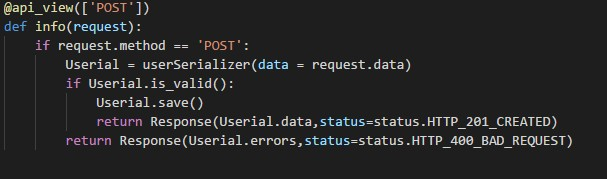 @api_view(['POST'])
def info(request):
    if request.method == 'POST':
        Userial = userSerializer(data = request.data)
        if Userial.is_valid():
            Userial.save()
            return Response(Userial.data,status=status.HTTP_201_CREATED)
        return Response(Userial.errors,status=status.HTTP_400_BAD_REQUEST)